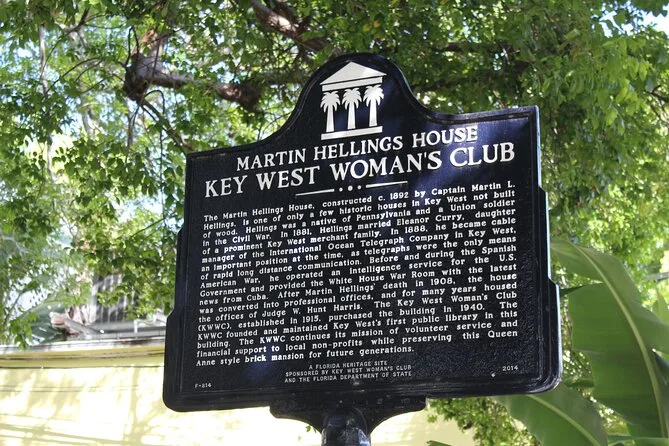 MARTIN HELLINGS HOUSE
KEY WEST WOMAN'S CLUB
The Martin Hellings House, constructed c. 1892 by Captain Martin L.
Hellings, is one of only a few historic houses in Key West not built
of wood. Hellings was a native of Pennsylvania and a Union soldier
in the Civil War. In 1881, Hellings married Eleanor Curry, daughter
of a prominent Key West merchant family. In 1888, he became cable
manager of the International Ocean Telegraph Company in Key West,
an important position at the time, as telegraphs were the only means
of rapid long distance communication. Before and during the Spanish
American War, he operated an intelligence service for the U.S.
Government and provided the White House War Room with the latest
news from Cuba. After Martin Hellings' death in 1908, the house
was converted into professional offices, and for many years housed
the offices of Judge W. Hunt Harris. The Key West Woman's Club
(KWWC), established in 1915, purchased the building in 1940. The
KWWC founded and maintained Key West's first public library in this
building. The KWWC continues its mission of volunteer service and
financial support to local non-profits while preserving this Queen
Anne style brick mansion for future generations.
A FLORIDA HERITAGE SITE
SPONSORED BY KEY WEST WOMAN'S CLUB
AND THE FLORIDA DEPARTMENT OF STATE
F-814 2014